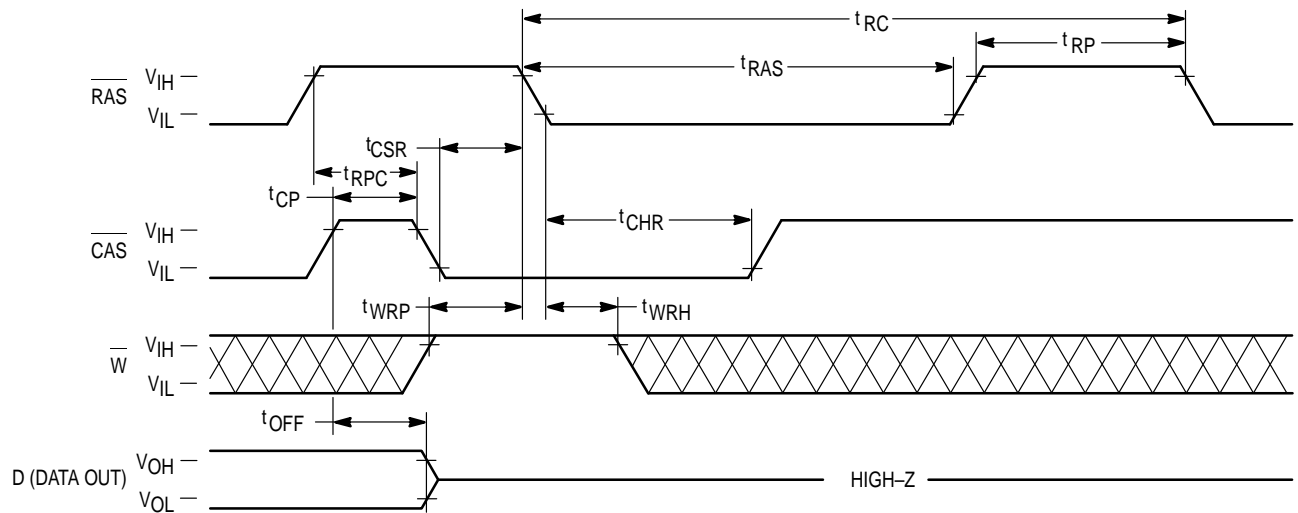 tRC
tRP
tRAS
RAS
VIH
VIL
tCSR
tRPC
tCP
tCHR
CAS
VIH
VIL
tWRP
tWRH
W
VIH
VIL
tOFF
D (DATA OUT)
VOH
VOL
HIGH–Z